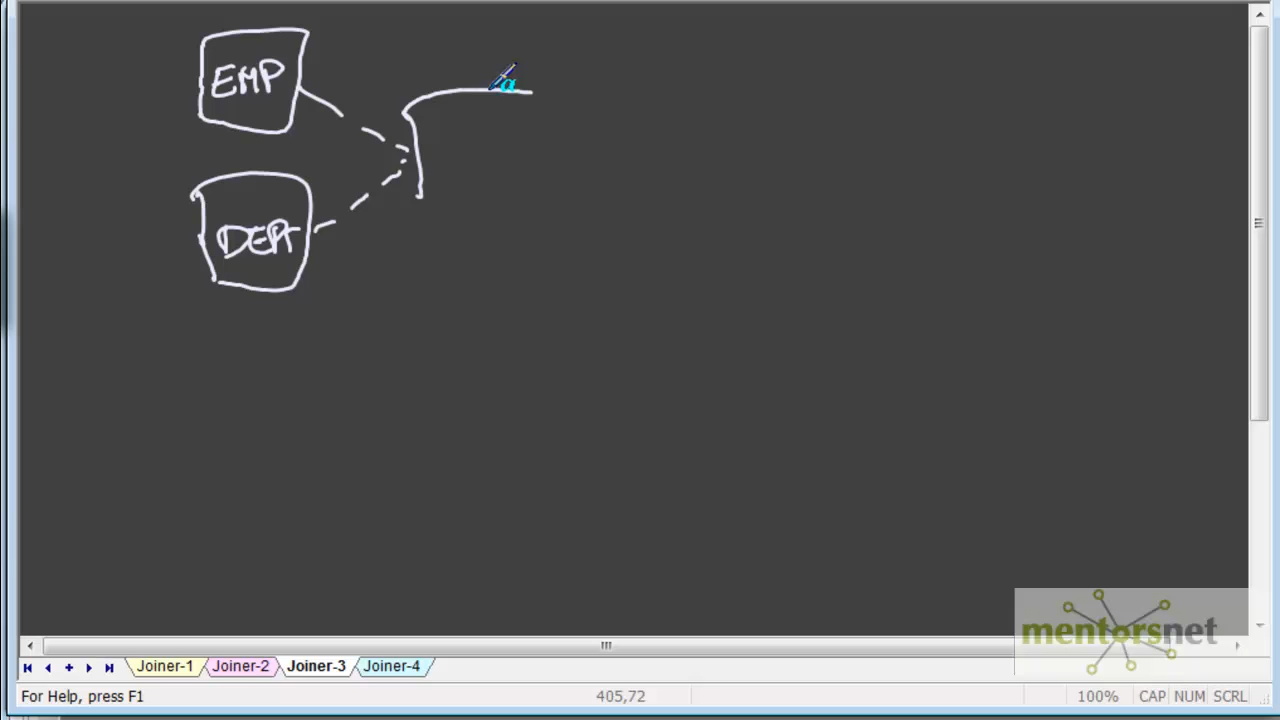 EMP
a
DEPT
mentorsnet
Joiner-1 Joiner-2 Joiner-3 Joiner-4
For Help, press F1 405,72 100% CAP NUM SCRL